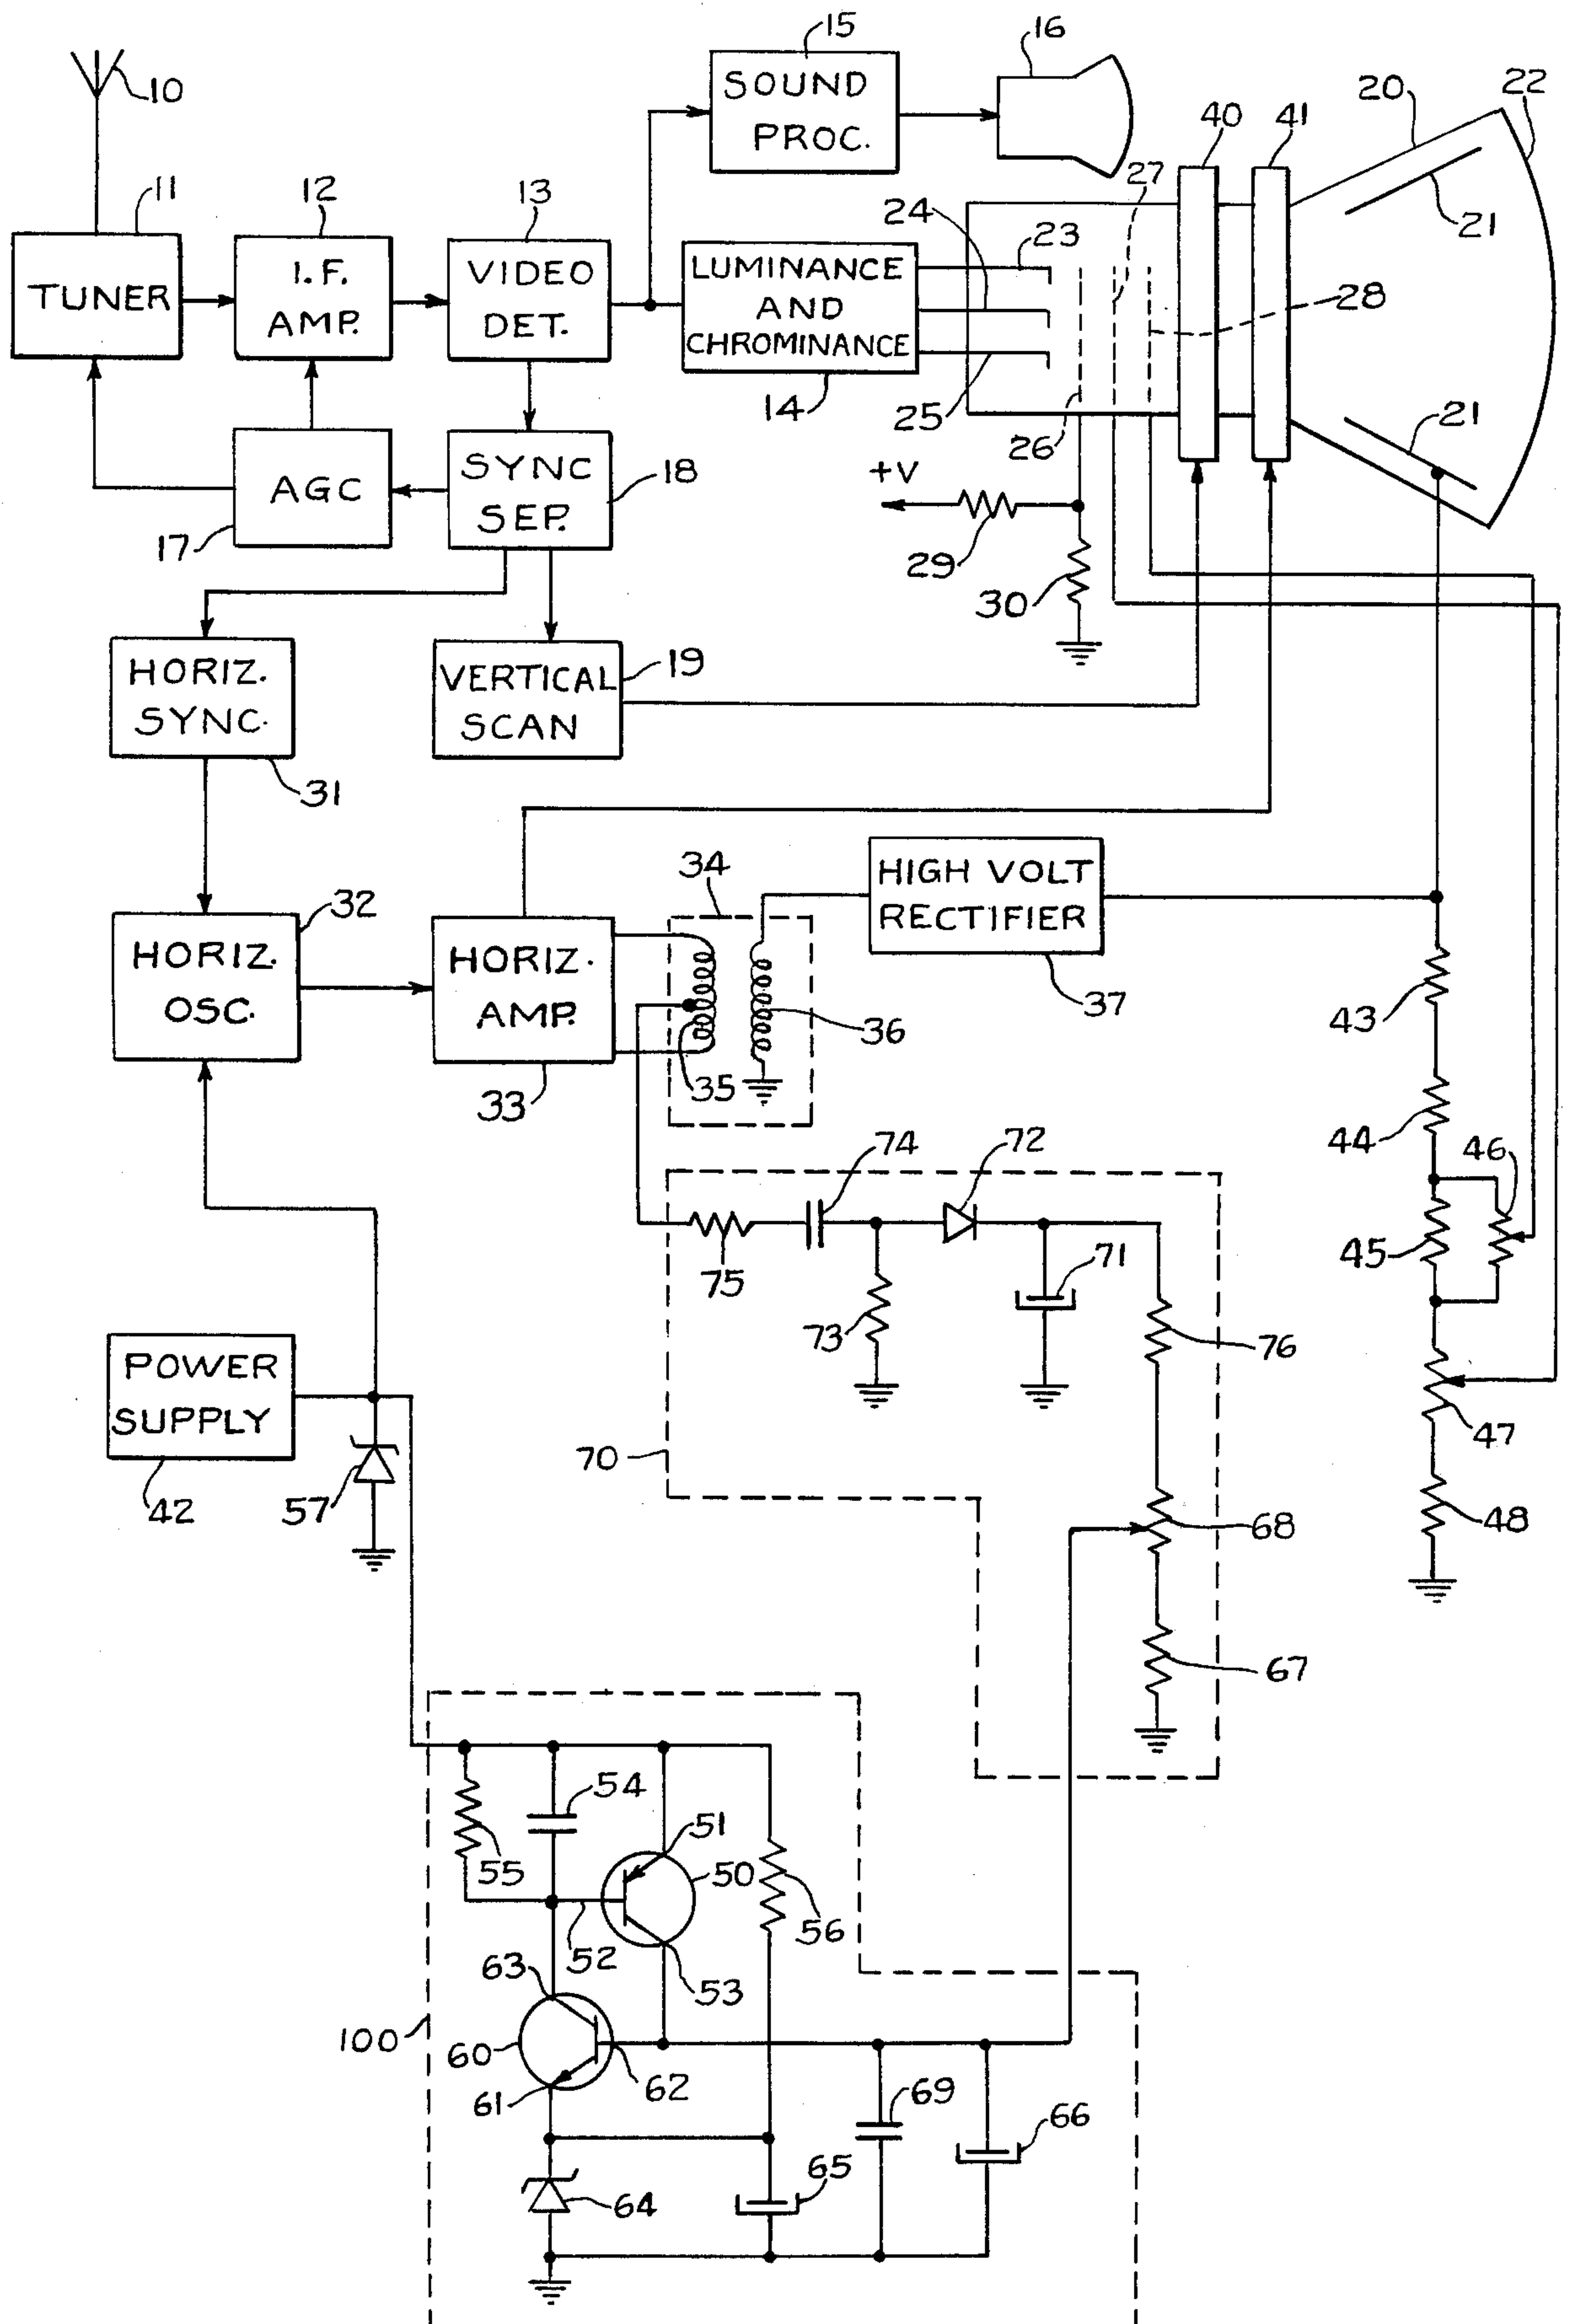 15
16
10
SOUND
PROC.
20
22
40
41
11
12
13
27
24
23
21
TUNER
I.F.
AMP.
VIDEO
DET.
LUMINANCE
AND
CHROMINANCE
28
14
25
26
21
AGC
SYNC
SEP.
18
+V
17
29
30
HORIZ.
SYNC.
VERTICAL
SCAN
19
31
34
HIGH VOLT
RECTIFIER
32
HORIZ.
OSC.
HORIZ.
AMP.
37
43
36
35
33
74
72
44
46
75
71
45
73
76
POWER
SUPPLY
70
47
42
57
68
48
67
54
51
55
50
56
52
63
53
100
60
62
61
69
66
65
64